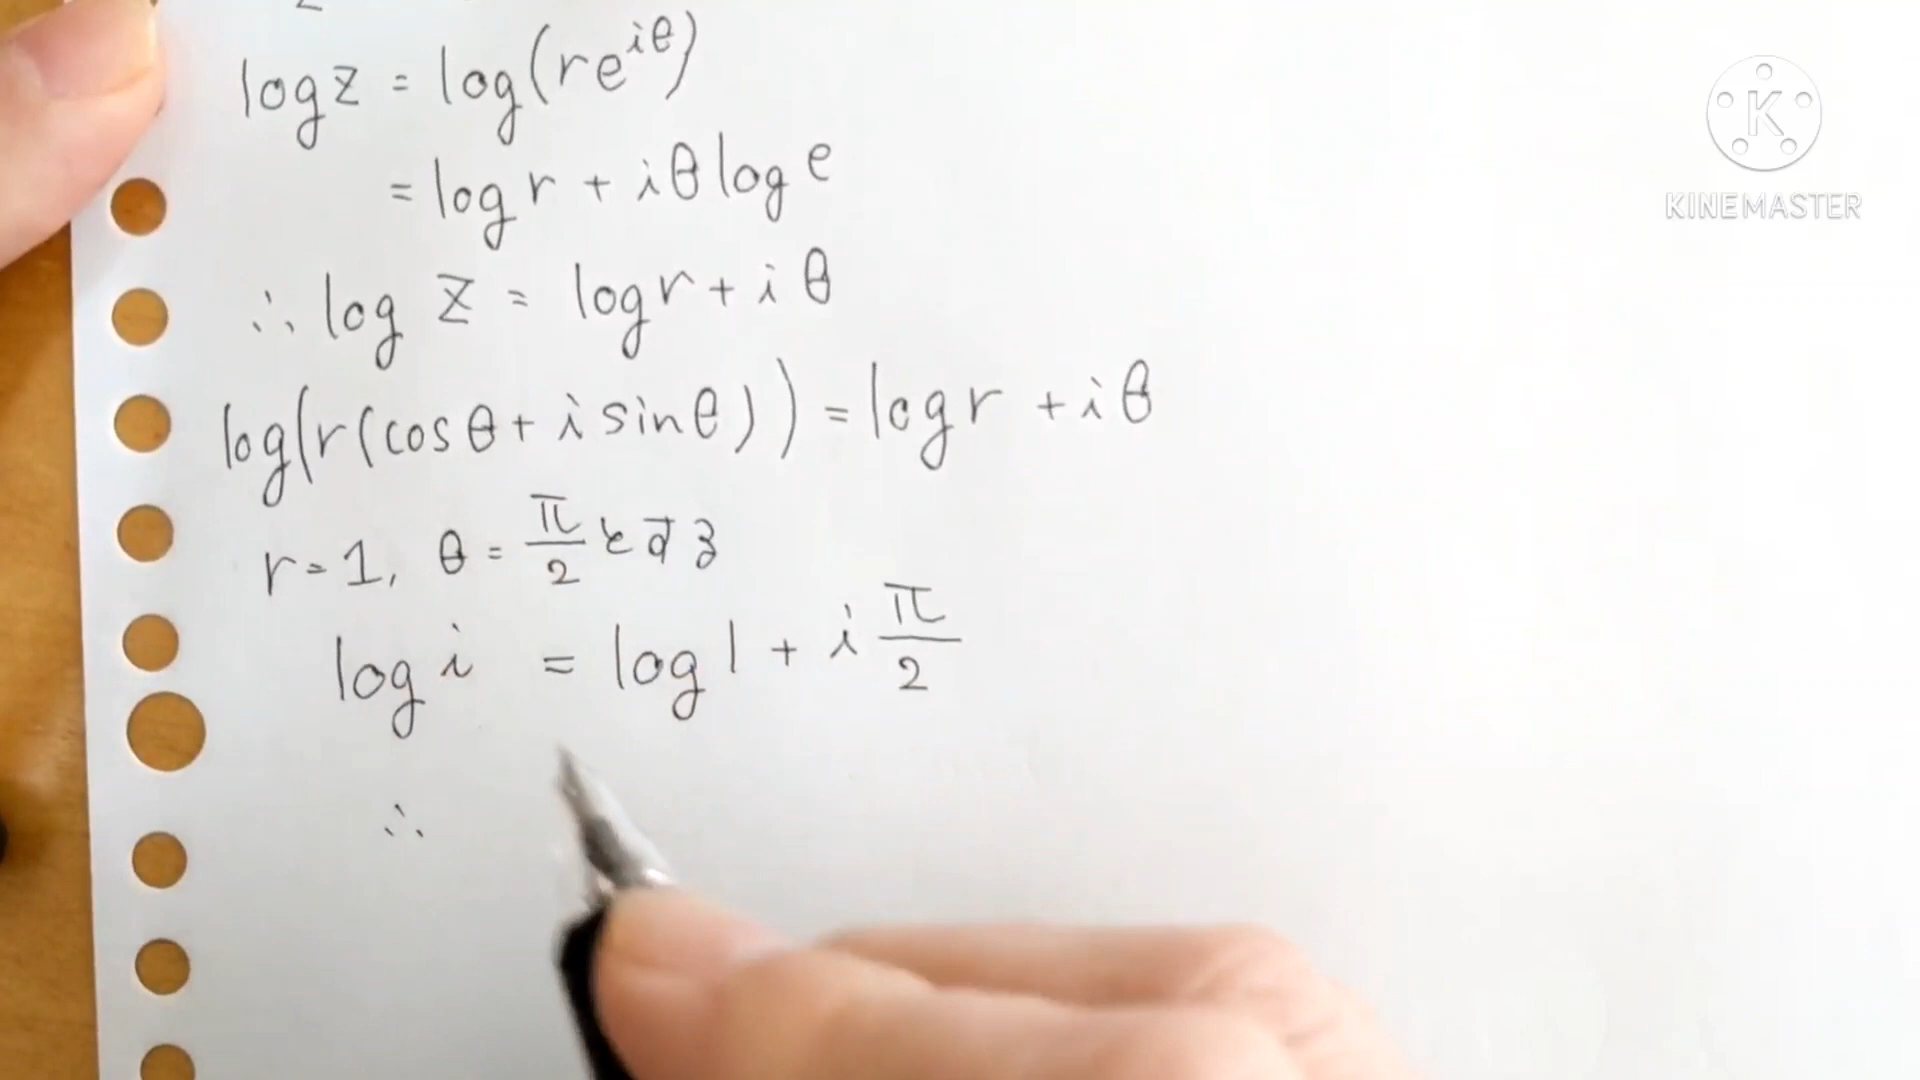 log z = log(re^{iθ})
= log r + iθ log e
∴ log z = log r + iθ
log(r(cosθ + i sinθ)) = log r + iθ
r = 1, θ = π/2 とする
log i = log 1 + i π/2
∴
K
KINEMASTER